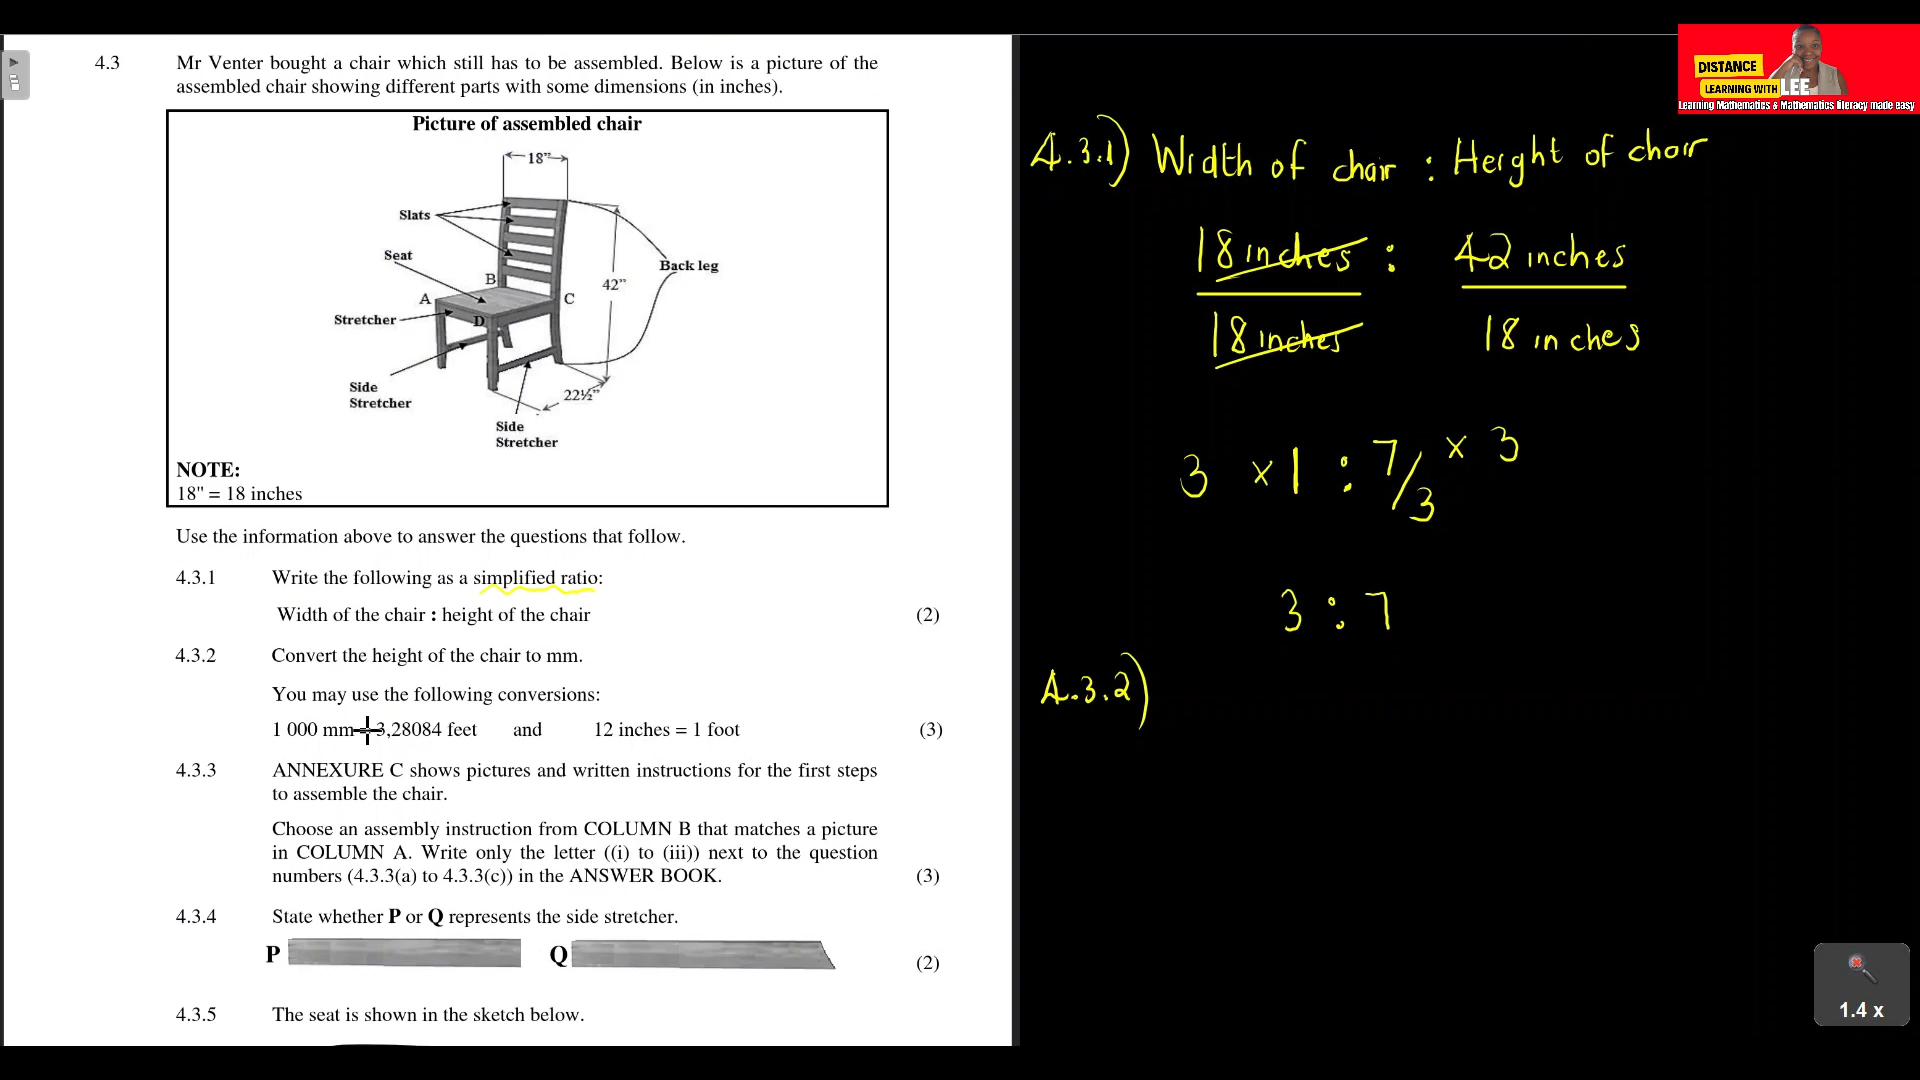 4.3 Mr Venter bought a chair which still has to be assembled. Below is a picture of the
assembled chair showing different parts with some dimensions (in inches).
Picture of assembled chair
18"
Slats
Seat
Back leg
B
42"
A
C
Stretcher
D
Side
Stretcher
22½"
Side
Stretcher
NOTE:
18" = 18 inches
Use the information above to answer the questions that follow.
4.3.1 Write the following as a simplified ratio:
Width of the chair : height of the chair (2)
4.3.2 Convert the height of the chair to mm.
You may use the following conversions:
1 000 mm = 3,28084 feet and 12 inches = 1 foot (3)
4.3.3 ANNEXURE C shows pictures and written instructions for the first steps
to assemble the chair.
Choose an assembly instruction from COLUMN B that matches a picture
in COLUMN A. Write only the letter ((i) to (iii)) next to the question
numbers (4.3.3(a) to 4.3.3(c)) in the ANSWER BOOK. (3)
4.3.4 State whether P or Q represents the side stretcher.
P Q (2)
4.3.5 The seat is shown in the sketch below.
DISTANCE
LEARNING WITH LEE
Learning Mathematics & Mathematics literacy made easy
4.3.1) Width of chair : Height of chair
18 inches : 42 inches
18 inches 18 inches
3 × 1 : 7/3 × 3
3 : 7
4.3.2)
1.4 x